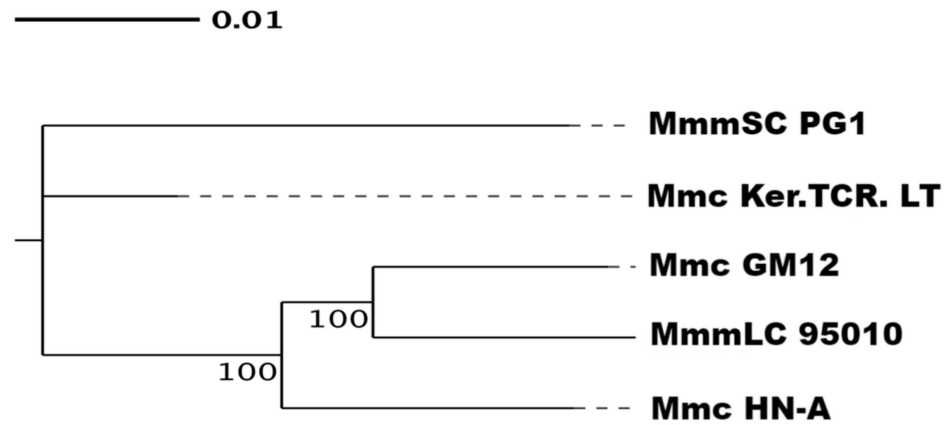 0.01
MmmSC PG1
Mmc Ker.TCR. LT
Mmc GM12
100
MmmLC 95010
100
Mmc HN-A